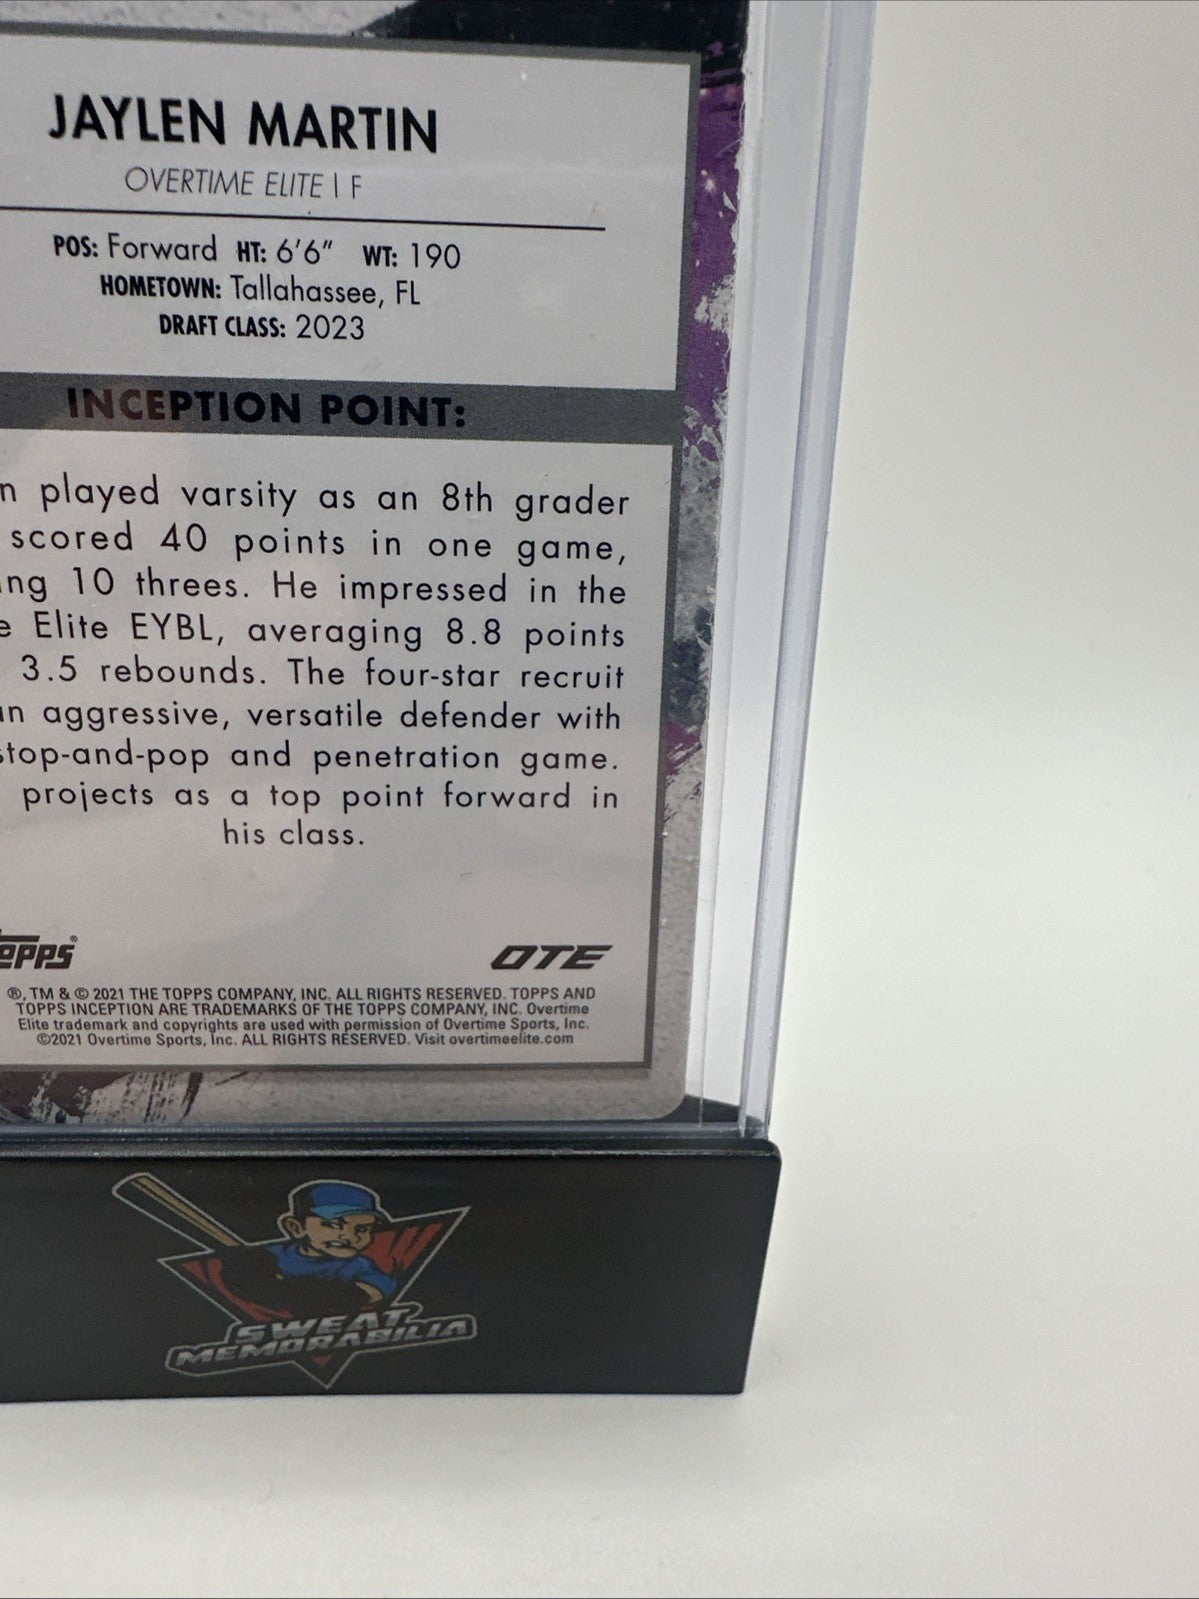 JAYLEN MARTIN
OVERTIME ELITE | F
POS: Forward HT: 6'6" WT: 190
HOMETOWN: Tallahassee, FL
DRAFT CLASS: 2023
INCEPTION POINT:
n played varsity as an 8th grader
scored 40 points in one game,
ng 10 threes. He impressed in the
e Elite EYBL, averaging 8.8 points
3.5 rebounds. The four-star recruit
an aggressive, versatile defender with
stop-and-pop and penetration game.
projects as a top point forward in
his class.
TOPPS®
OTE
®, TM & © 2021 THE TOPPS COMPANY, INC. ALL RIGHTS RESERVED. TOPPS AND
TOPPS INCEPTION ARE TRADEMARKS OF THE TOPPS COMPANY, INC. Overtime
Elite trademark and copyrights are used with permission of Overtime Sports, Inc.
©2021 Overtime Sports, Inc. ALL RIGHTS RESERVED. Visit overtimeelite.com
SWEAT
MEMORABILIA